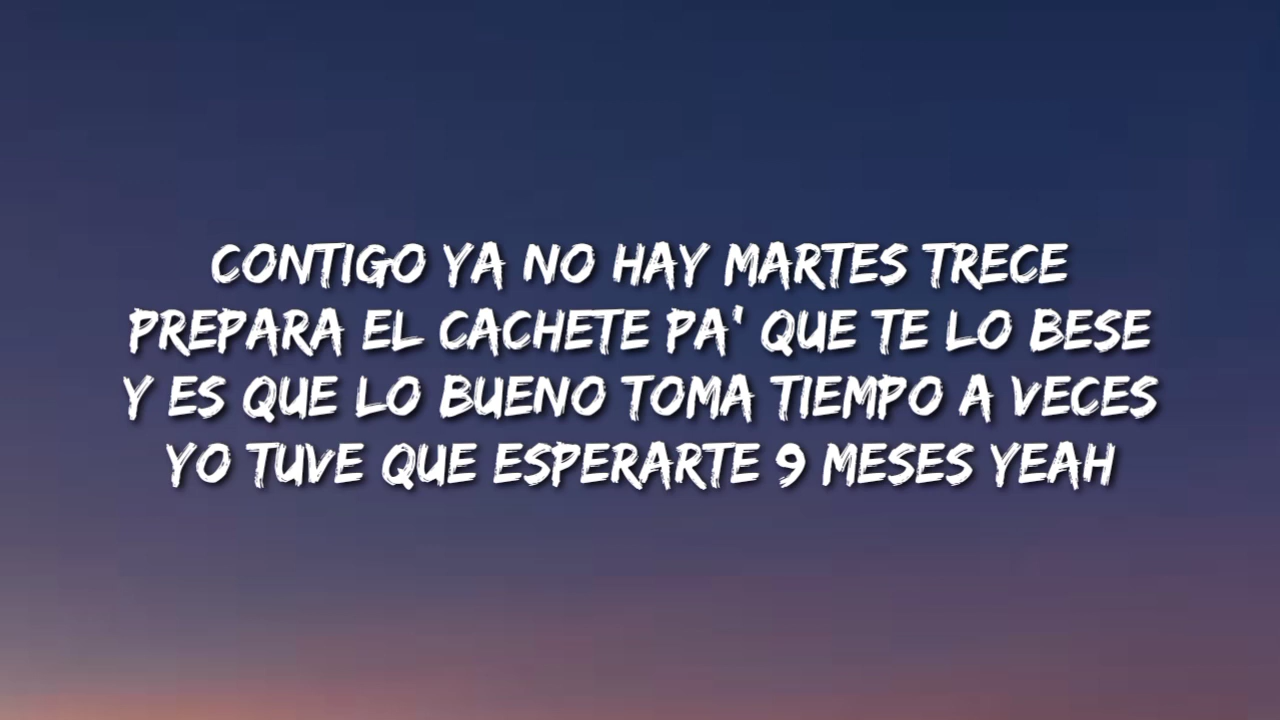 CONTIGO YA NO HAY MARTES TRECE
PREPARA EL CACHETE PA' QUE TE LO BESE
Y ES QUE LO BUENO TOMA TIEMPO A VECES
YO TUVE QUE ESPERARTE 9 MESES YEAH